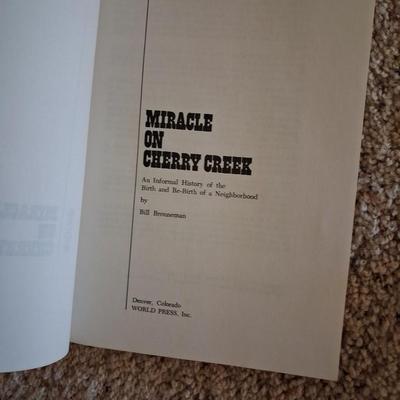 MIRACLE
ON
CHERRY CREEK
An Informal History of the
Birth and Re-Birth of a Neighborhood
by
Bill Brenneman
Denver, Colorado
WORLD PRESS, Inc.